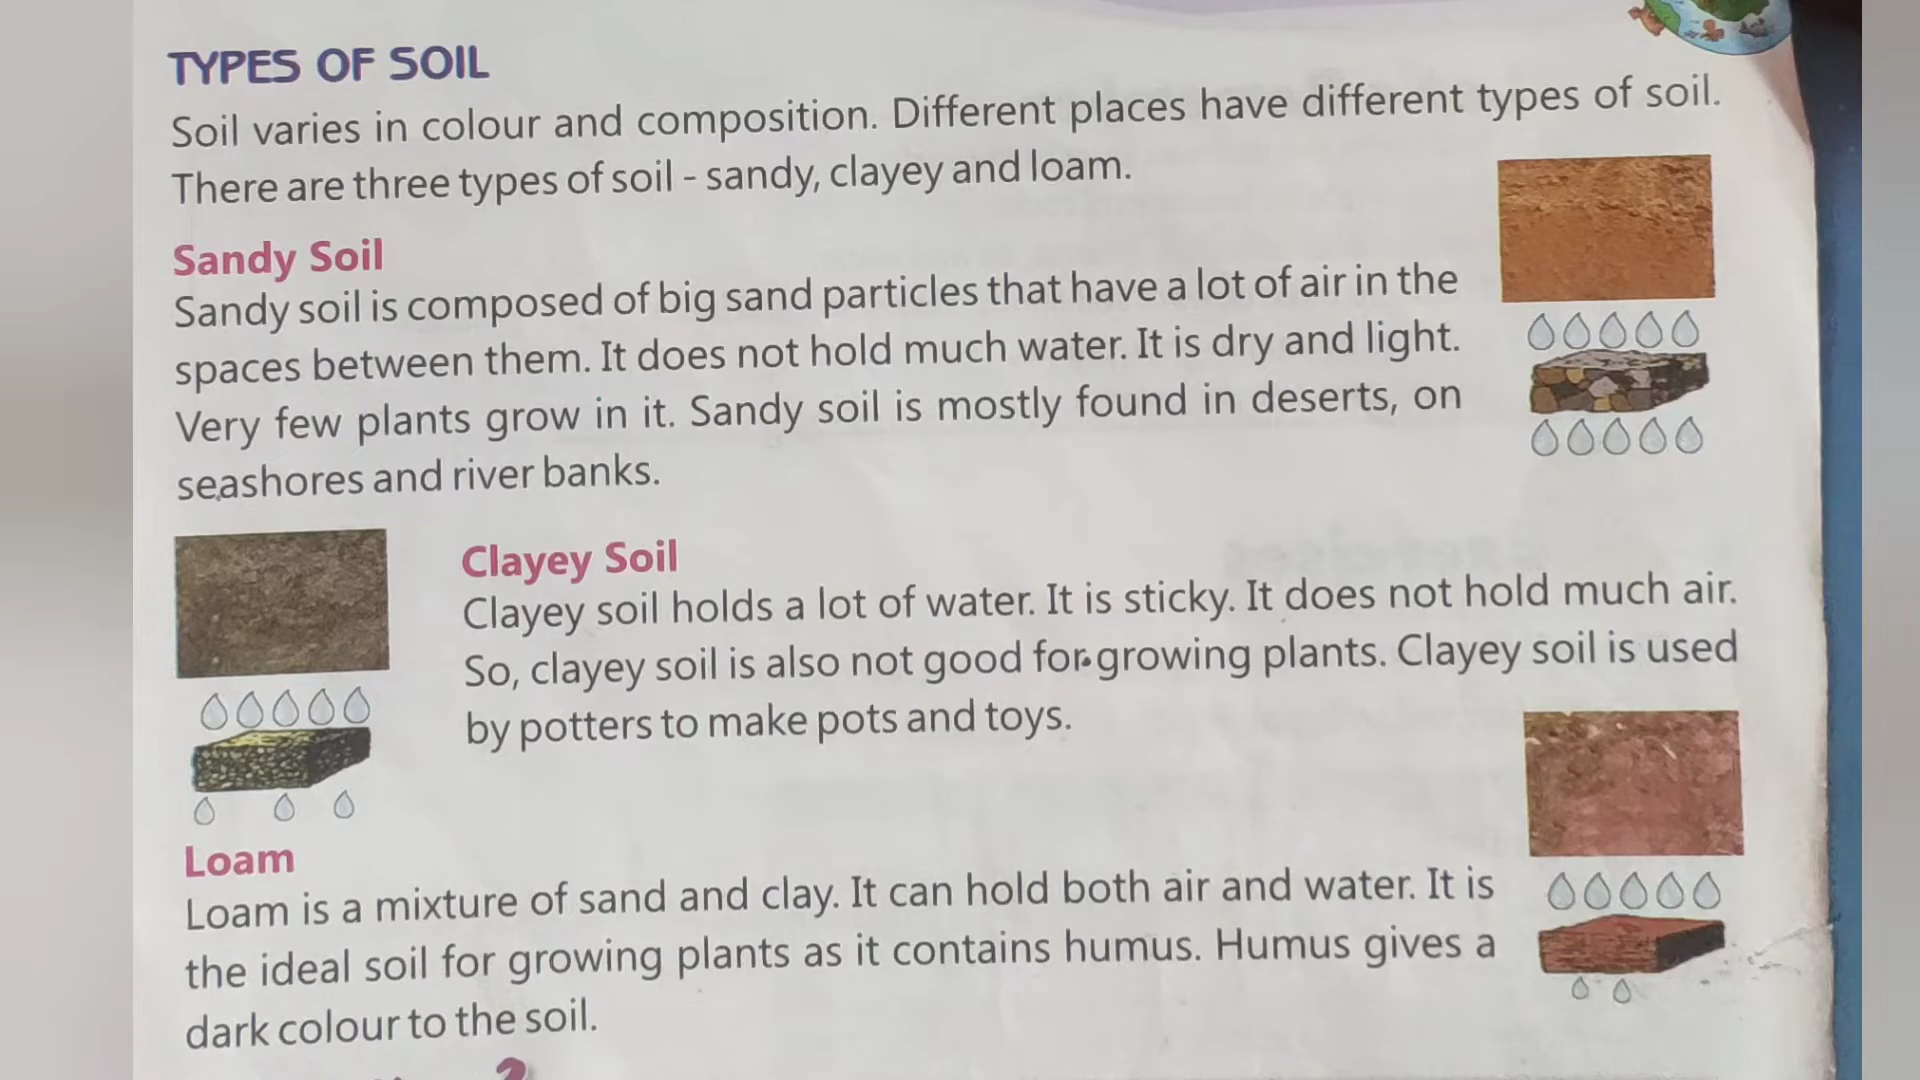 TYPES OF SOIL
Soil varies in colour and composition. Different places have different types of soil.
There are three types of soil - sandy, clayey and loam.
Sandy Soil
Sandy soil is composed of big sand particles that have a lot of air in the
spaces between them. It does not hold much water. It is dry and light.
Very few plants grow in it. Sandy soil is mostly found in deserts, on
seashores and river banks.
Clayey Soil
Clayey soil holds a lot of water. It is sticky. It does not hold much air.
So, clayey soil is also not good for growing plants. Clayey soil is used
by potters to make pots and toys.
Loam
Loam is a mixture of sand and clay. It can hold both air and water. It is
the ideal soil for growing plants as it contains humus. Humus gives a
dark colour to the soil.